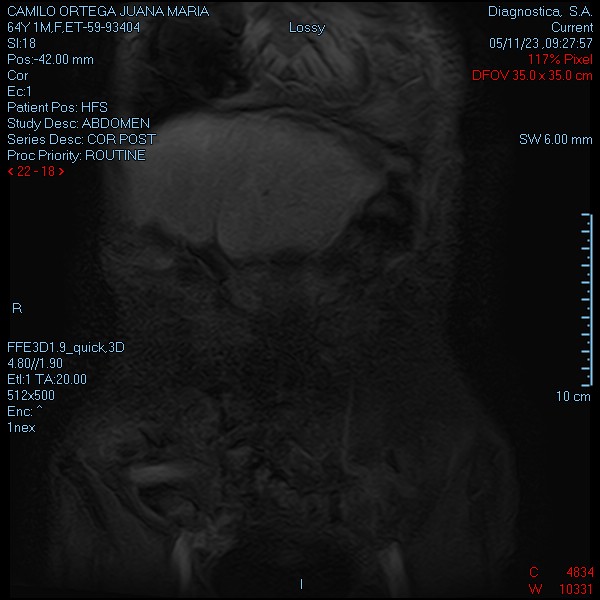 CAMILO ORTEGA JUANA MARIA
64Y 1M,F,ET-59-93404
Sl:18
Pos:-42.00 mm
Cor
Ec:1
Patient Pos: HFS
Study Desc: ABDOMEN
Series Desc: COR POST
Proc Priority: ROUTINE
< 22 - 18 >
Lossy
Diagnostica, S.A.
Current
05/11/23 ,09:27:57
117% Pixel
DFOV 35.0 x 35.0 cm
SW 6.00 mm
R
FFE3D1.9_quick,3D
4.80//1.90
Etl:1 TA:20.00
512x500
Enc: ^
1nex
10 cm
I
C 4834
W 10331